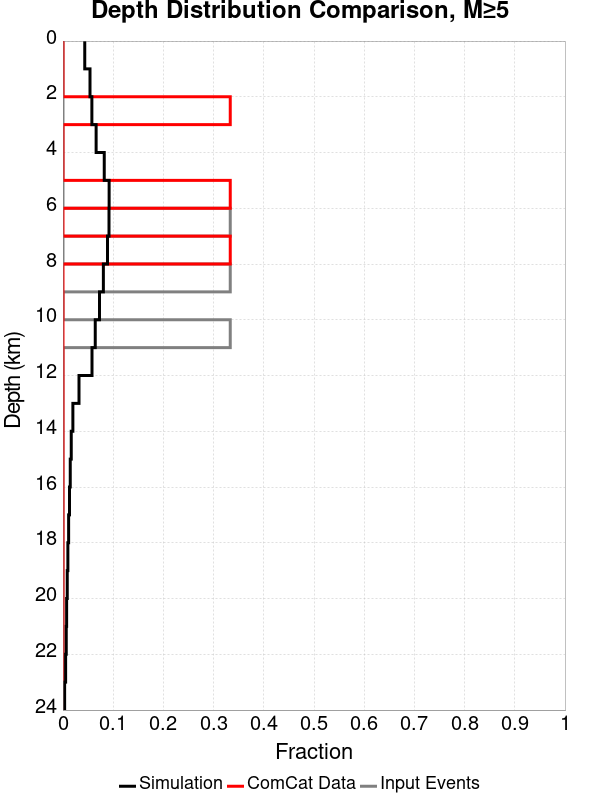 Depth Distribution Comparison, M≥5
0
2
4
6
8
10
12
14
16
18
20
22
24
Depth (km)
0 0.1 0.2 0.3 0.4 0.5 0.6 0.7 0.8 0.9 1
Fraction
Simulation ComCat Data Input Events